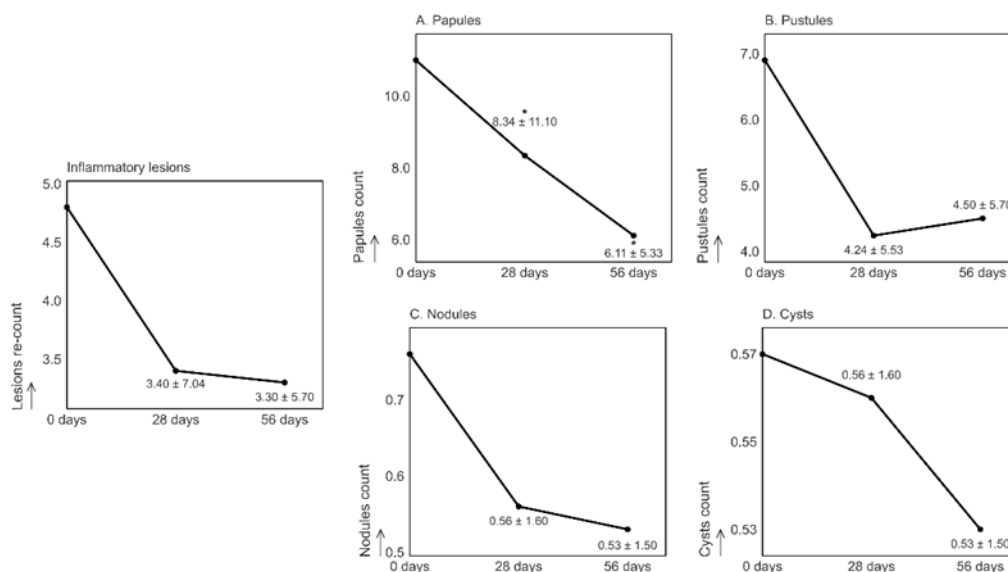 Inflammatory lesions
Lesions re-count
5.0
4.5
4.0
3.5
3.40 ± 7.04
3.30 ± 5.70
0 days 28 days 56 days
A. Papules
Papules count
10.0
8.0
6.0
*
8.34 ± 11.10
*
6.11 ± 5.33
0 days 28 days 56 days
B. Pustules
Pustules count
7.0
6.0
5.0
4.0
4.24 ± 5.53
4.50 ± 5.70
0 days 28 days 56 days
C. Nodules
Nodules count
0.7
0.6
0.5
0.56 ± 1.60
0.53 ± 1.50
0 days 28 days 56 days
D. Cysts
Cysts count
0.57
0.55
0.53
0.56 ± 1.60
0.53 ± 1.50
0 days 28 days 56 days